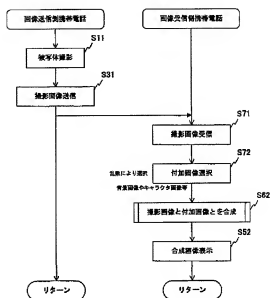 画像送信側携帯電話
画像受信側携帯電話
S11
被写体撮影
S31
撮影画像送信
S71
撮影画像受信
S72
付加画像選択
乱数により選択
背景画像やキャラクタ画像等
S62
撮影画像と付加画像とを合成
S52
合成画像表示
リターン
リターン